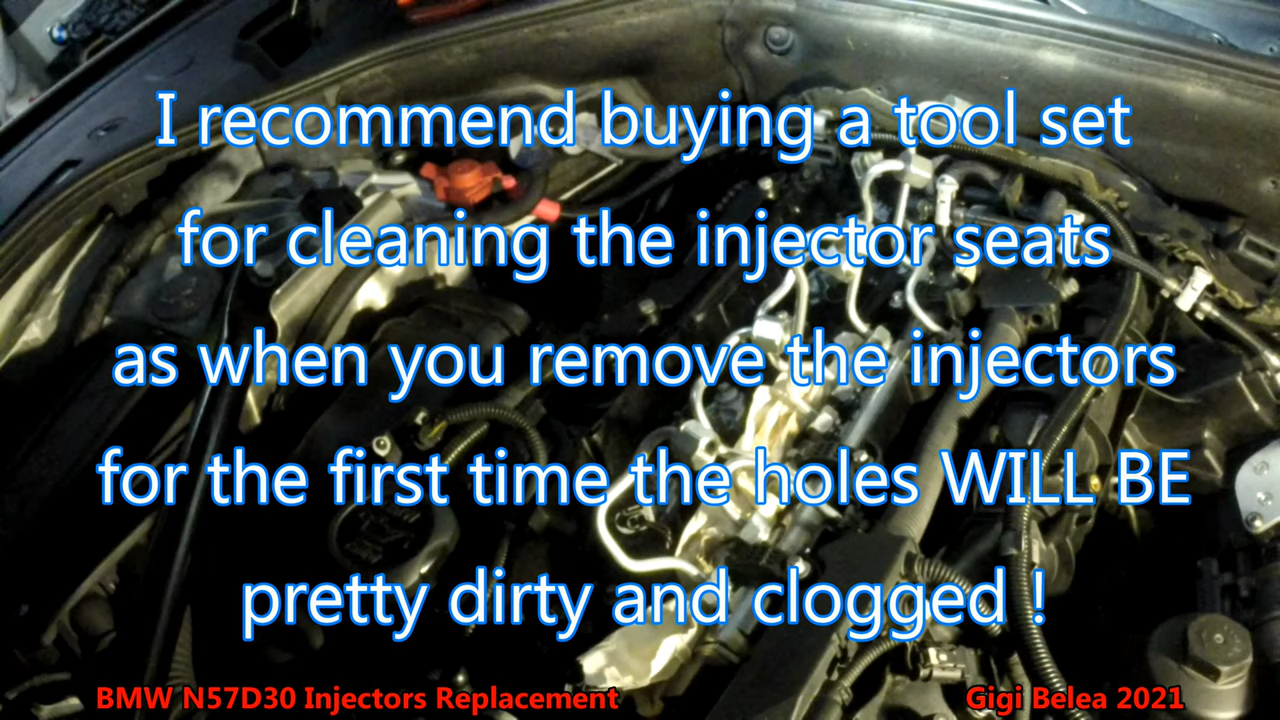 I recommend buying a tool set
for cleaning the injector seats
as when you remove the injectors
for the first time the holes WILL BE
pretty dirty and clogged !
BMW N57D30 Injectors Replacement
Gigi Belea 2021